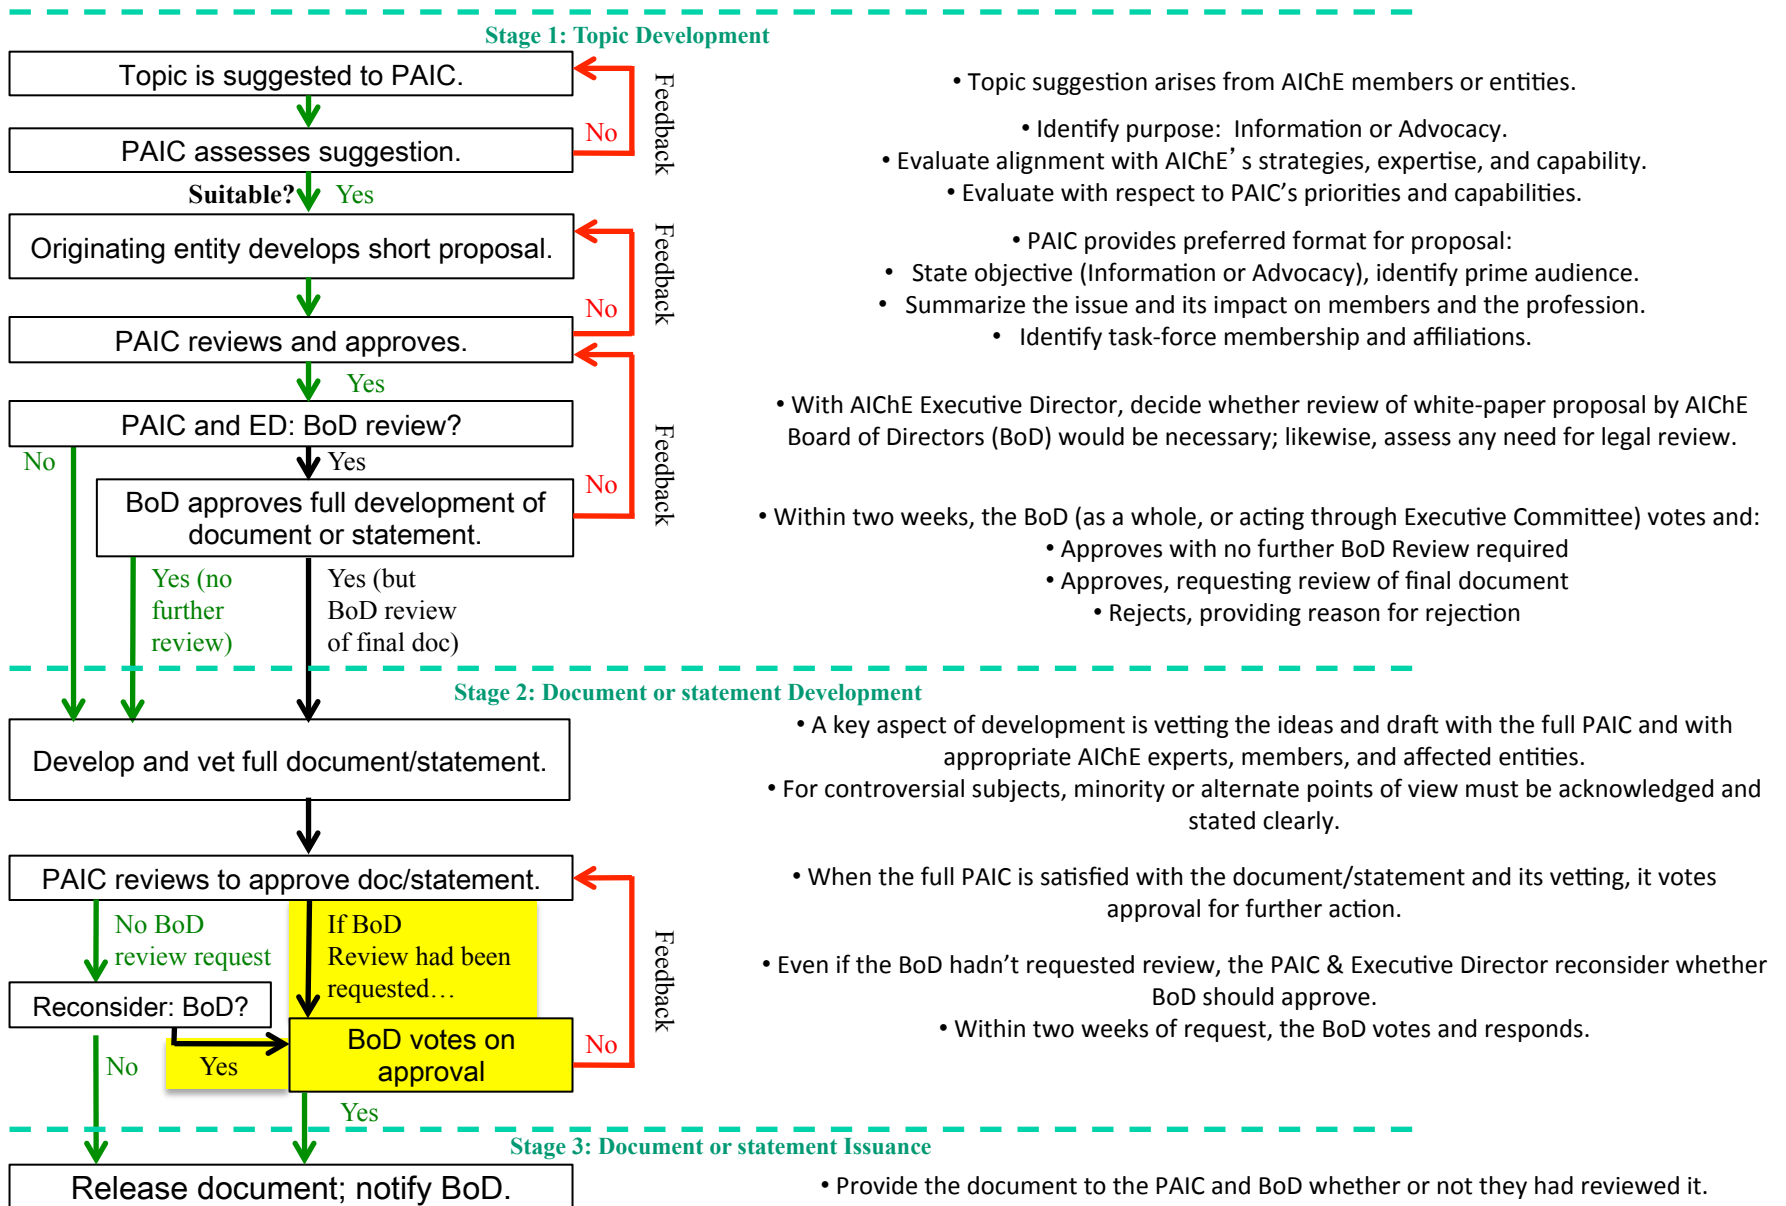 Stage 1: Topic Development
Topic is suggested to PAIC.
Feedback
No
PAIC assesses suggestion.
Suitable? Yes
• Topic suggestion arises from AIChE members or entities.
• Identify purpose:  Information or Advocacy.
• Evaluate alignment with AIChE's strategies, expertise, and capability.
• Evaluate with respect to PAIC's priorities and capabilities.
Originating entity develops short proposal.
Feedback
No
PAIC reviews and approves.
Yes
• PAIC provides preferred format for proposal:
• State objective (Information or Advocacy), identify prime audience.
• Summarize the issue and its impact on members and the profession.
• Identify task-force membership and affiliations.
PAIC and ED: BoD review?
No
Yes
No
Feedback
BoD approves full development of
document or statement.
• With AIChE Executive Director, decide whether review of white-paper proposal by AIChE
Board of Directors (BoD) would be necessary; likewise, assess any need for legal review.
Yes (no
further
review)
Yes (but
BoD review
of final doc)
• Within two weeks, the BoD (as a whole, or acting through Executive Committee) votes and:
• Approves with no further BoD Review required
• Approves, requesting review of final document
• Rejects, providing reason for rejection
Stage 2: Document or statement Development
Develop and vet full document/statement.
• A key aspect of development is vetting the ideas and draft with the full PAIC and with
appropriate AIChE experts, members, and affected entities.
• For controversial subjects, minority or alternate points of view must be acknowledged and
stated clearly.
PAIC reviews to approve doc/statement.
• When the full PAIC is satisfied with the document/statement and its vetting, it votes
approval for further action.
No BoD
review request
If BoD
Review had been
requested…
Feedback
Reconsider: BoD?
BoD votes on
approval
No
No
Yes
Yes
• Even if the BoD hadn't requested review, the PAIC & Executive Director reconsider whether
BoD should approve.
• Within two weeks of request, the BoD votes and responds.
Stage 3: Document or statement Issuance
Release document; notify BoD.
• Provide the document to the PAIC and BoD whether or not they had reviewed it.